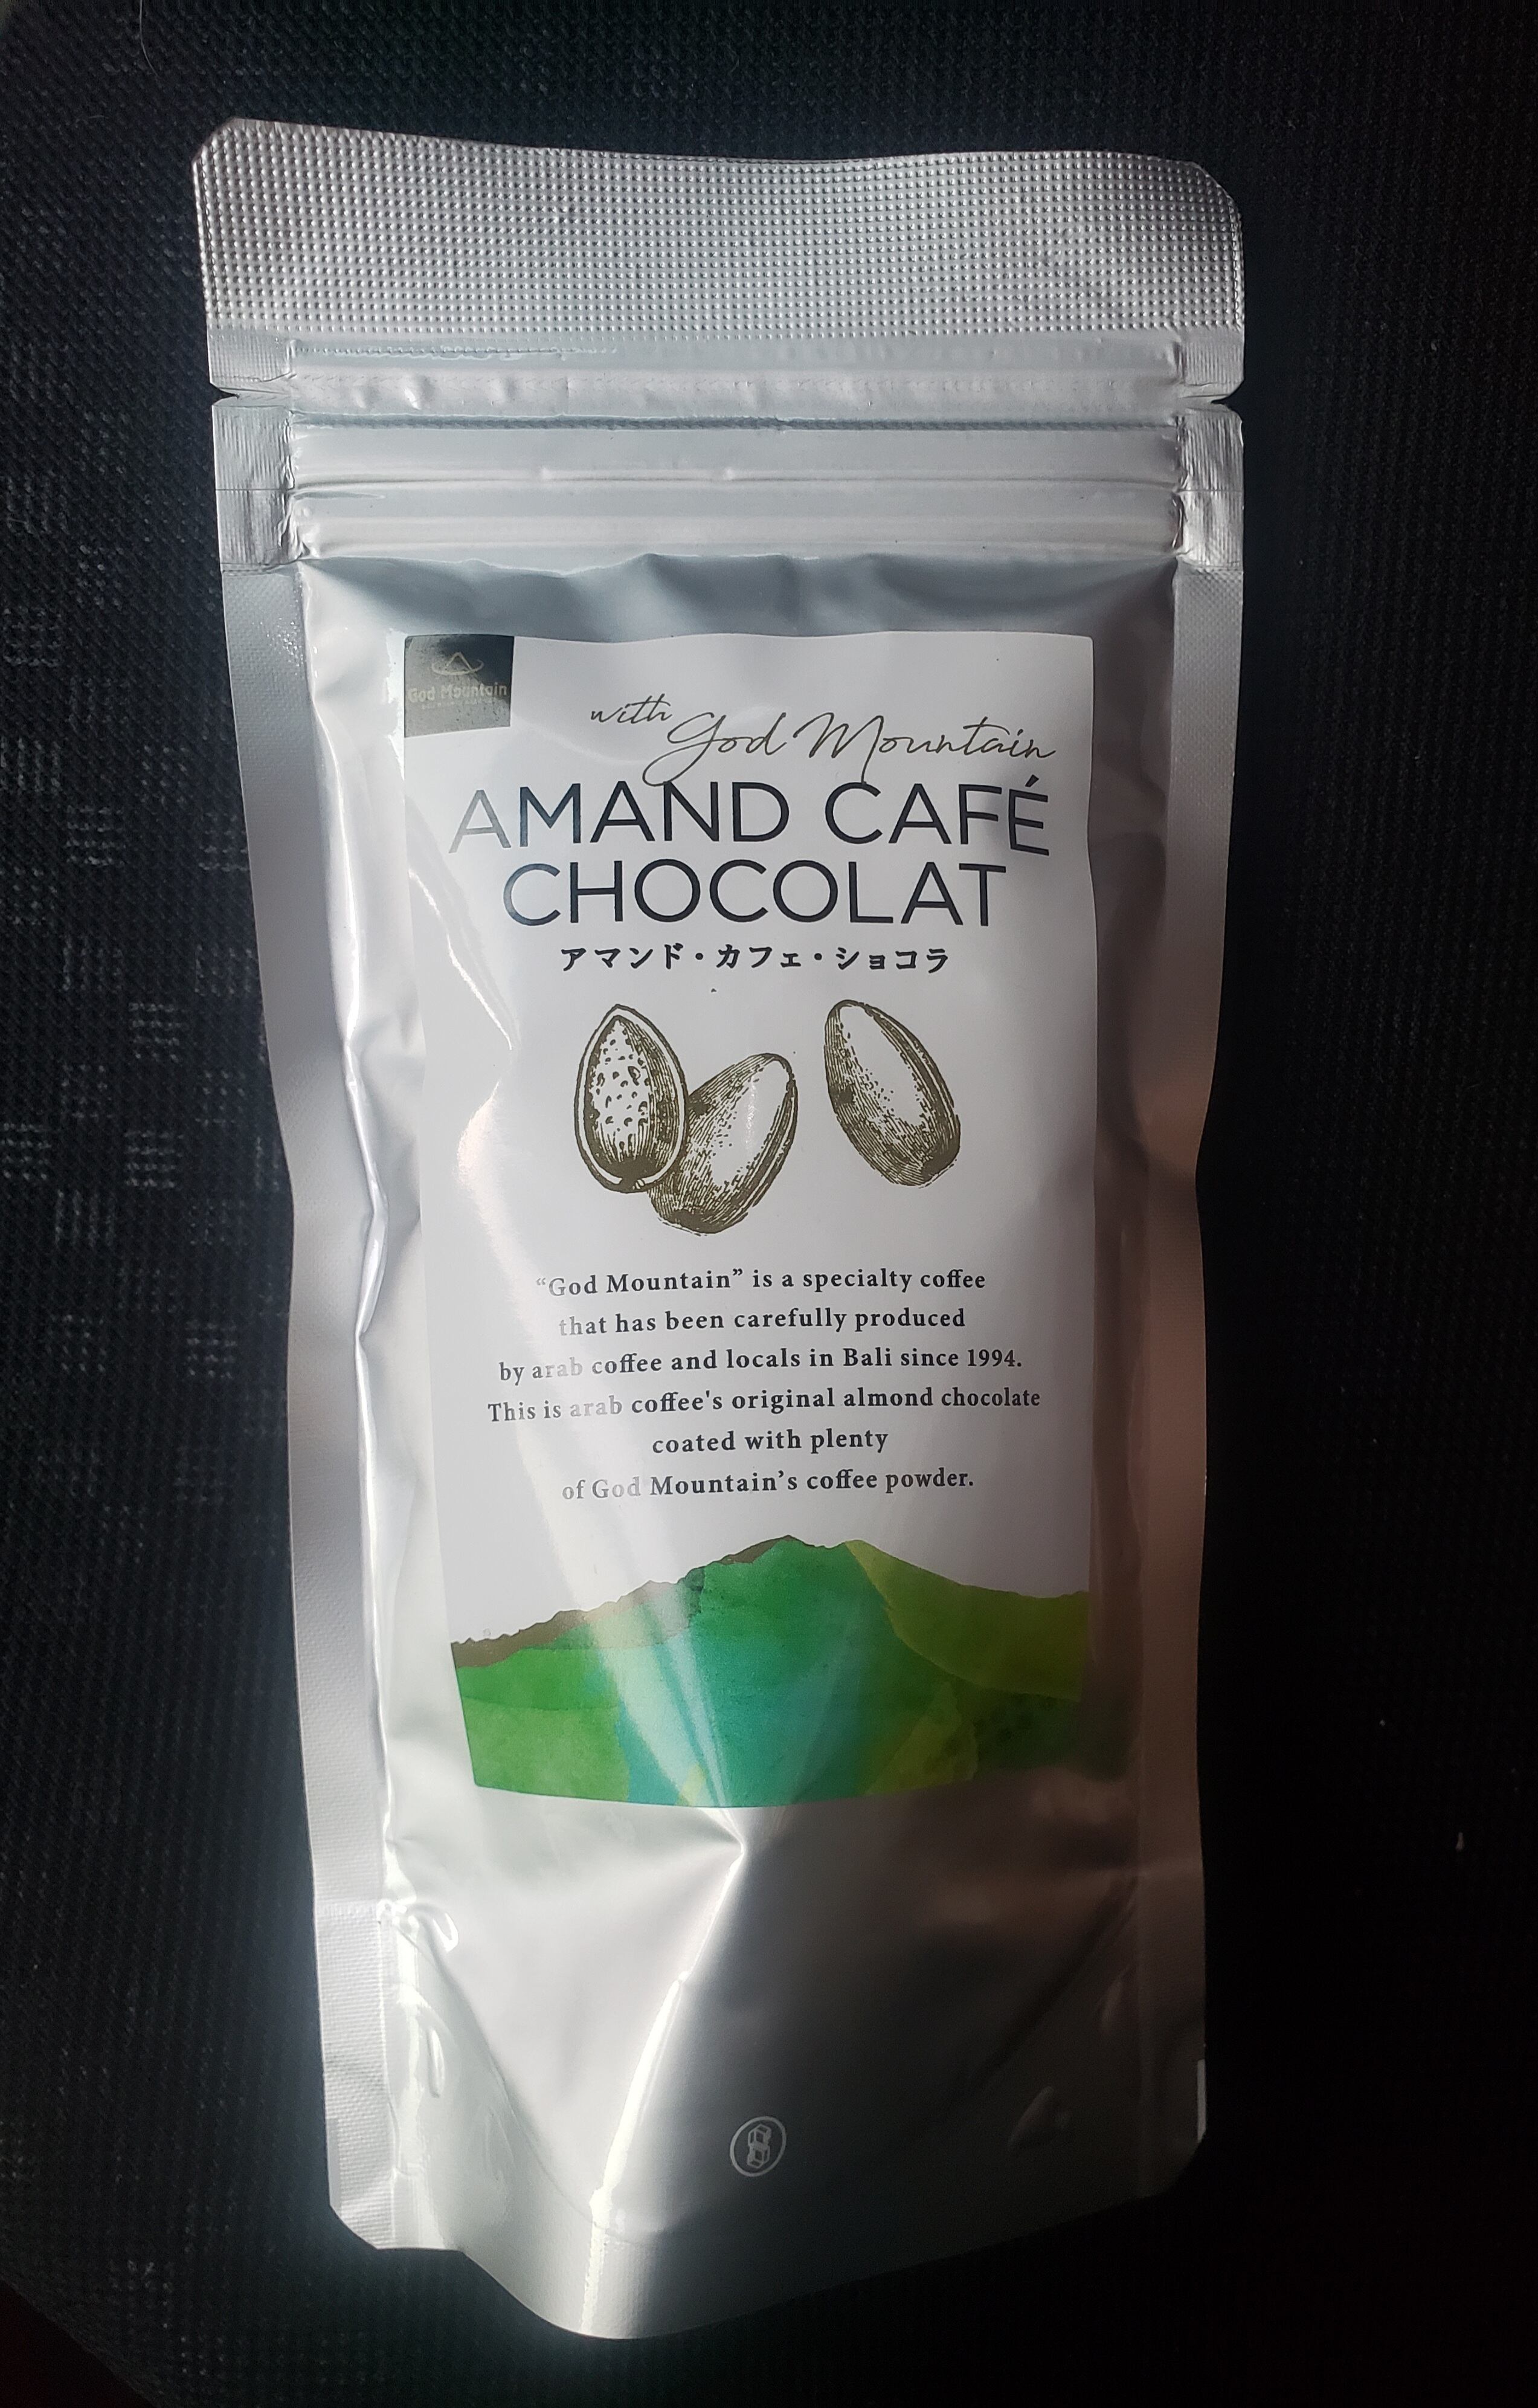 God Mountain
with God Mountain
AMAND CAFÉ
CHOCOLAT
アマンド・カフェ・ショコラ
“God Mountain” is a specialty coffee
that has been carefully produced
by arab coffee and locals in Bali since 1994.
This is arab coffee's original almond chocolate
coated with plenty
of God Mountain’s coffee powder.